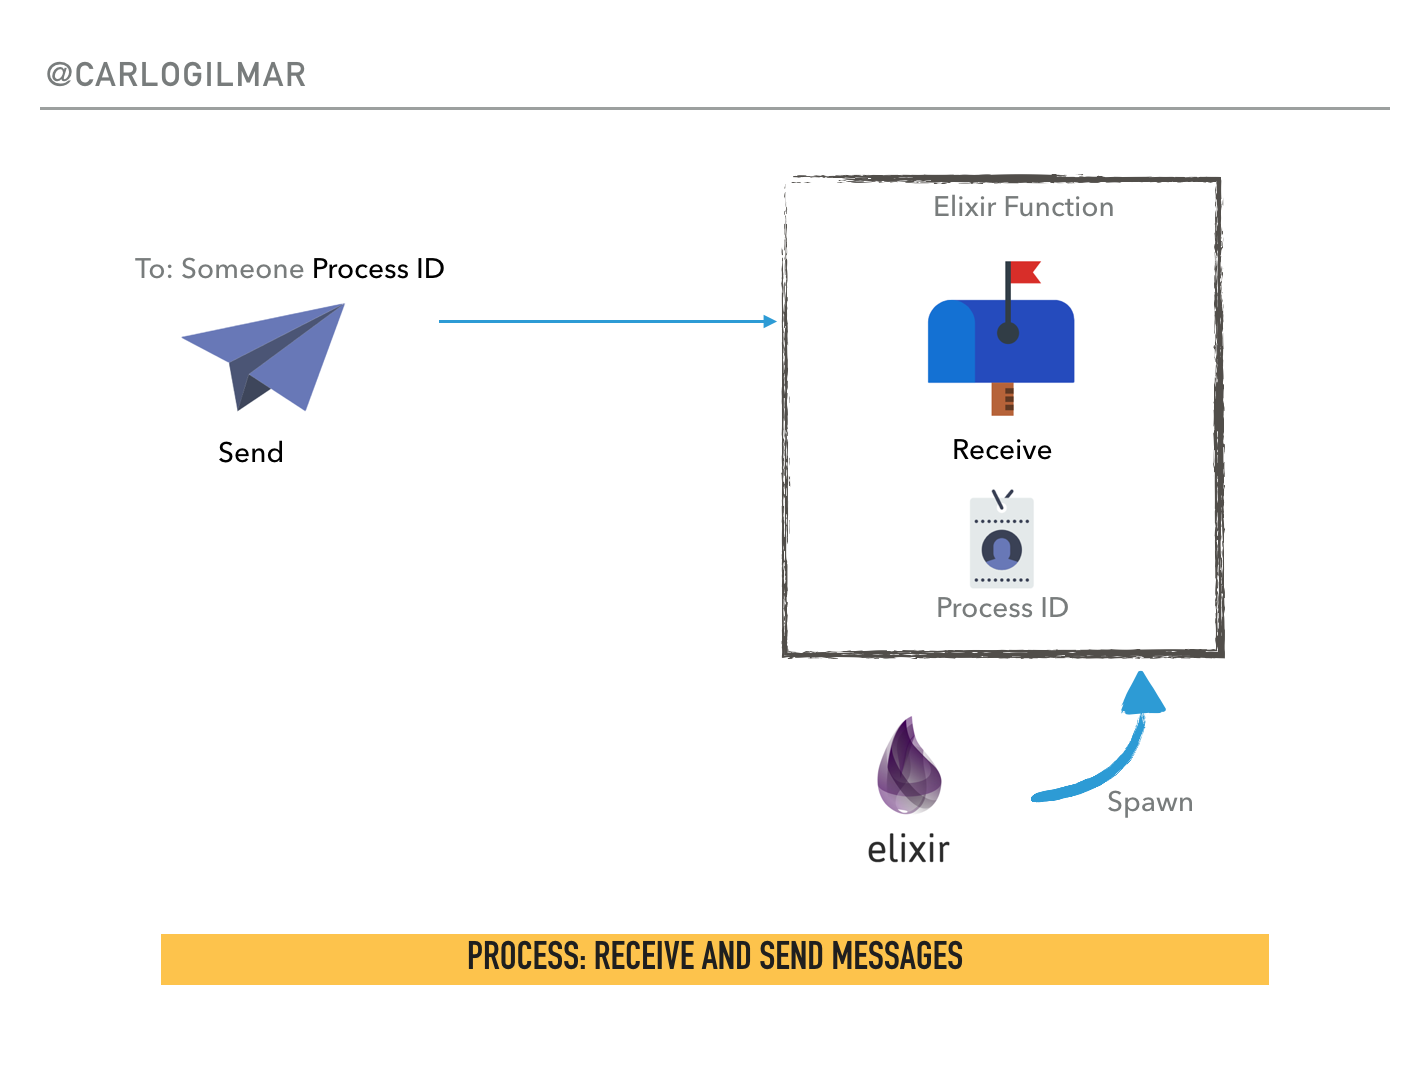 @CARLOGILMAR
Elixir Function
To: Someone Process ID
Send
Receive
Process ID
Spawn
elixir
PROCESS: RECEIVE AND SEND MESSAGES